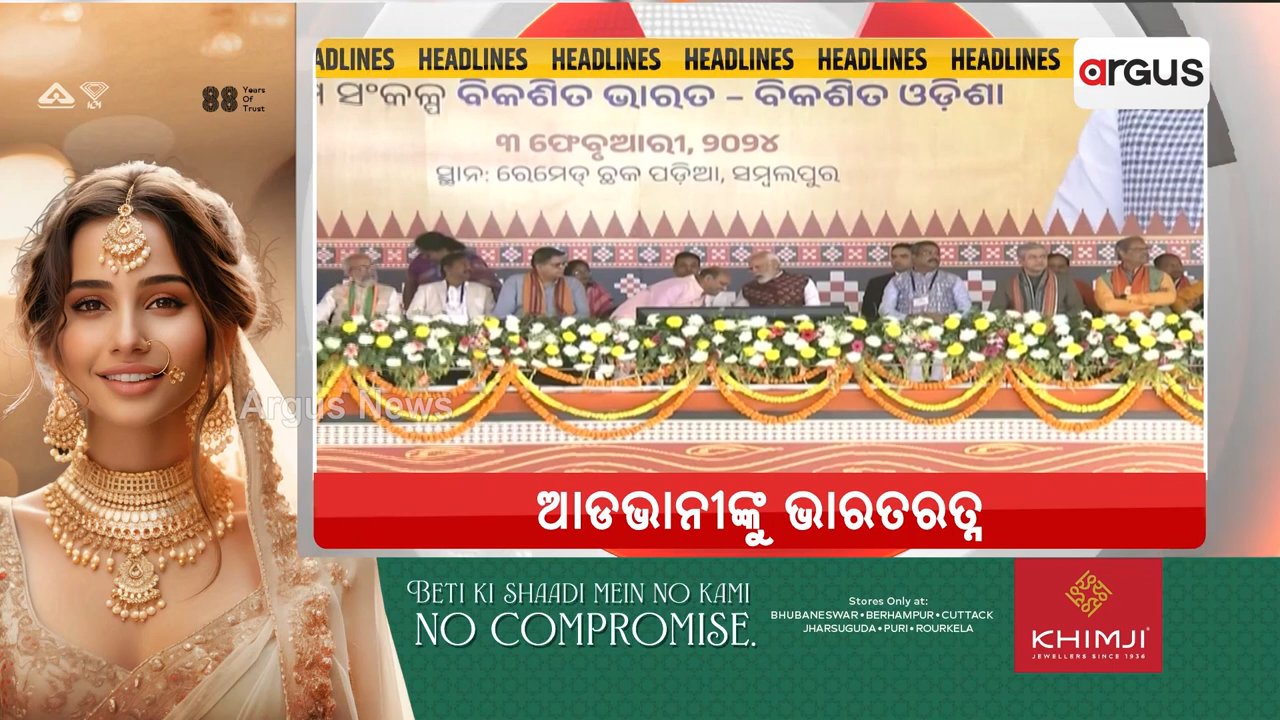 ADLINES HEADLINES HEADLINES HEADLINES HEADLINES HEADLINES
argus
ସଂକଳ୍ପ ବିକଶିତ ଭାରତ – ବିକଶିତ ଓଡ଼ିଶା
୩ ଫେବୃଆରୀ, ୨୦୨୪
ସ୍ଥାନ: ରେମେଡ୍ ଛକ ପଡ଼ିଆ, ସମ୍ବଲପୁର
88 Years
Of
Trust
Argus News
ଆଡଭାନୀଙ୍କୁ ଭାରତରତ୍ନ
BETI KI SHAADI MEIN NO KAMI
NO COMPROMISE.
Stores Only at:
BHUBANESWAR • BERHAMPUR • CUTTACK
JHARSUGUDA • PURI • ROURKELA
KHIMJI
JEWELLERS SINCE 1936